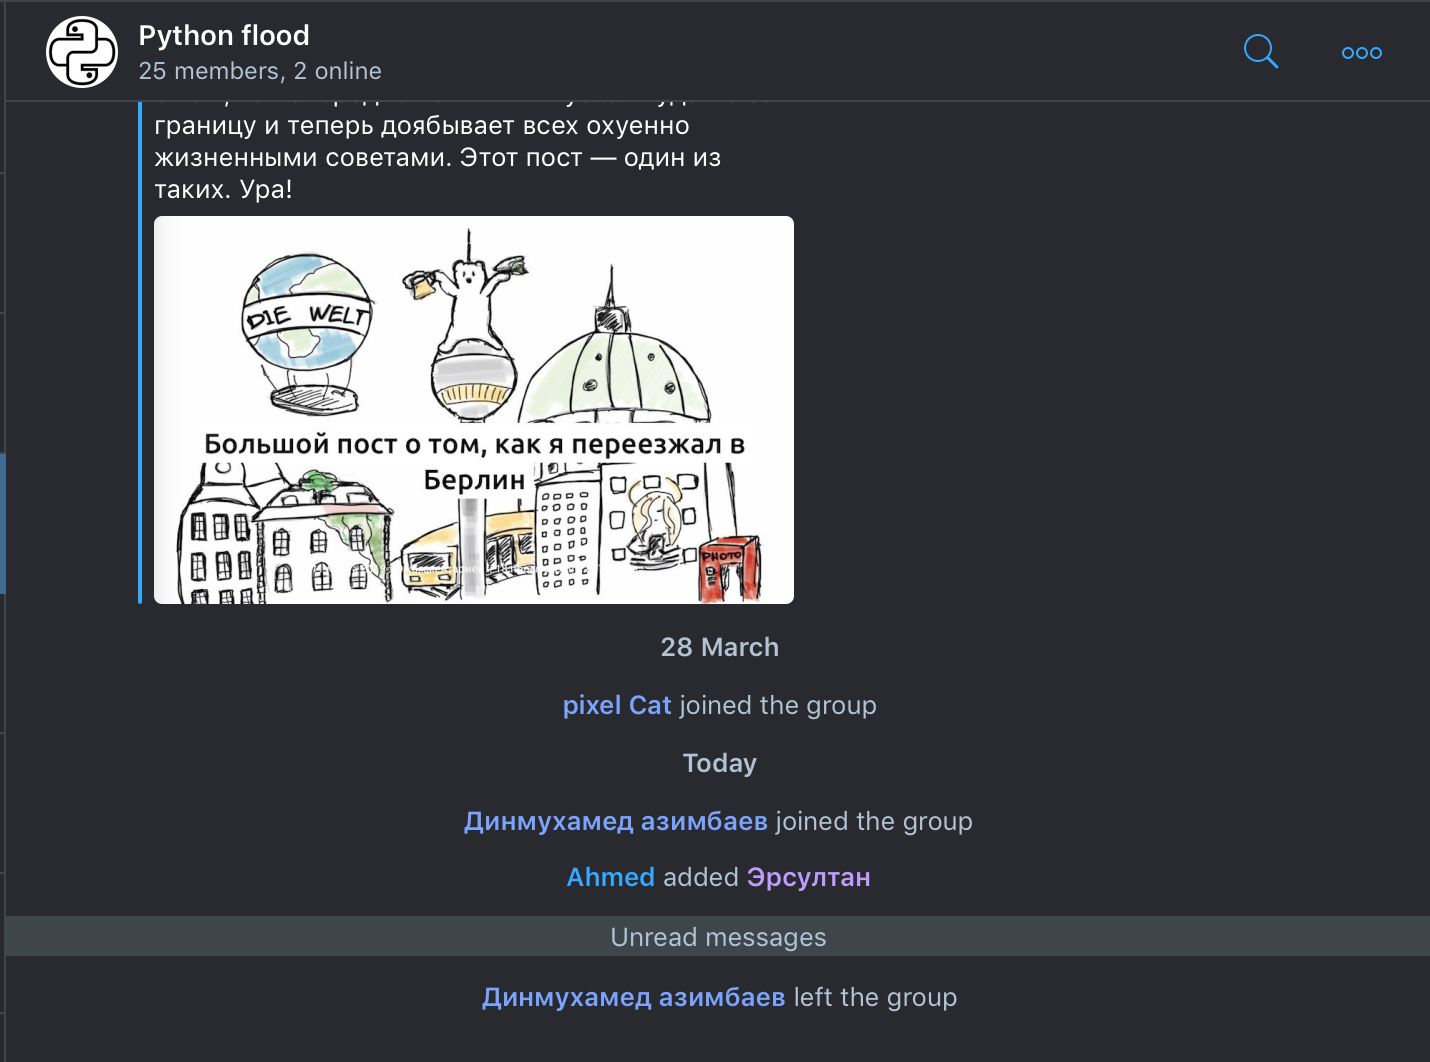 Python flood
25 members, 2 online
границу и теперь доябывает всех охуенно
жизненными советами. Этот пост — один из
таких. Ура!
DIE WELT
Большой пост о том, как я переезжал в
Берлин
PHOTO
28 March
pixel Cat joined the group
Today
Динмухамед азимбаев joined the group
Ahmed added Эрсултан
Unread messages
Динмухамед азимбаев left the group